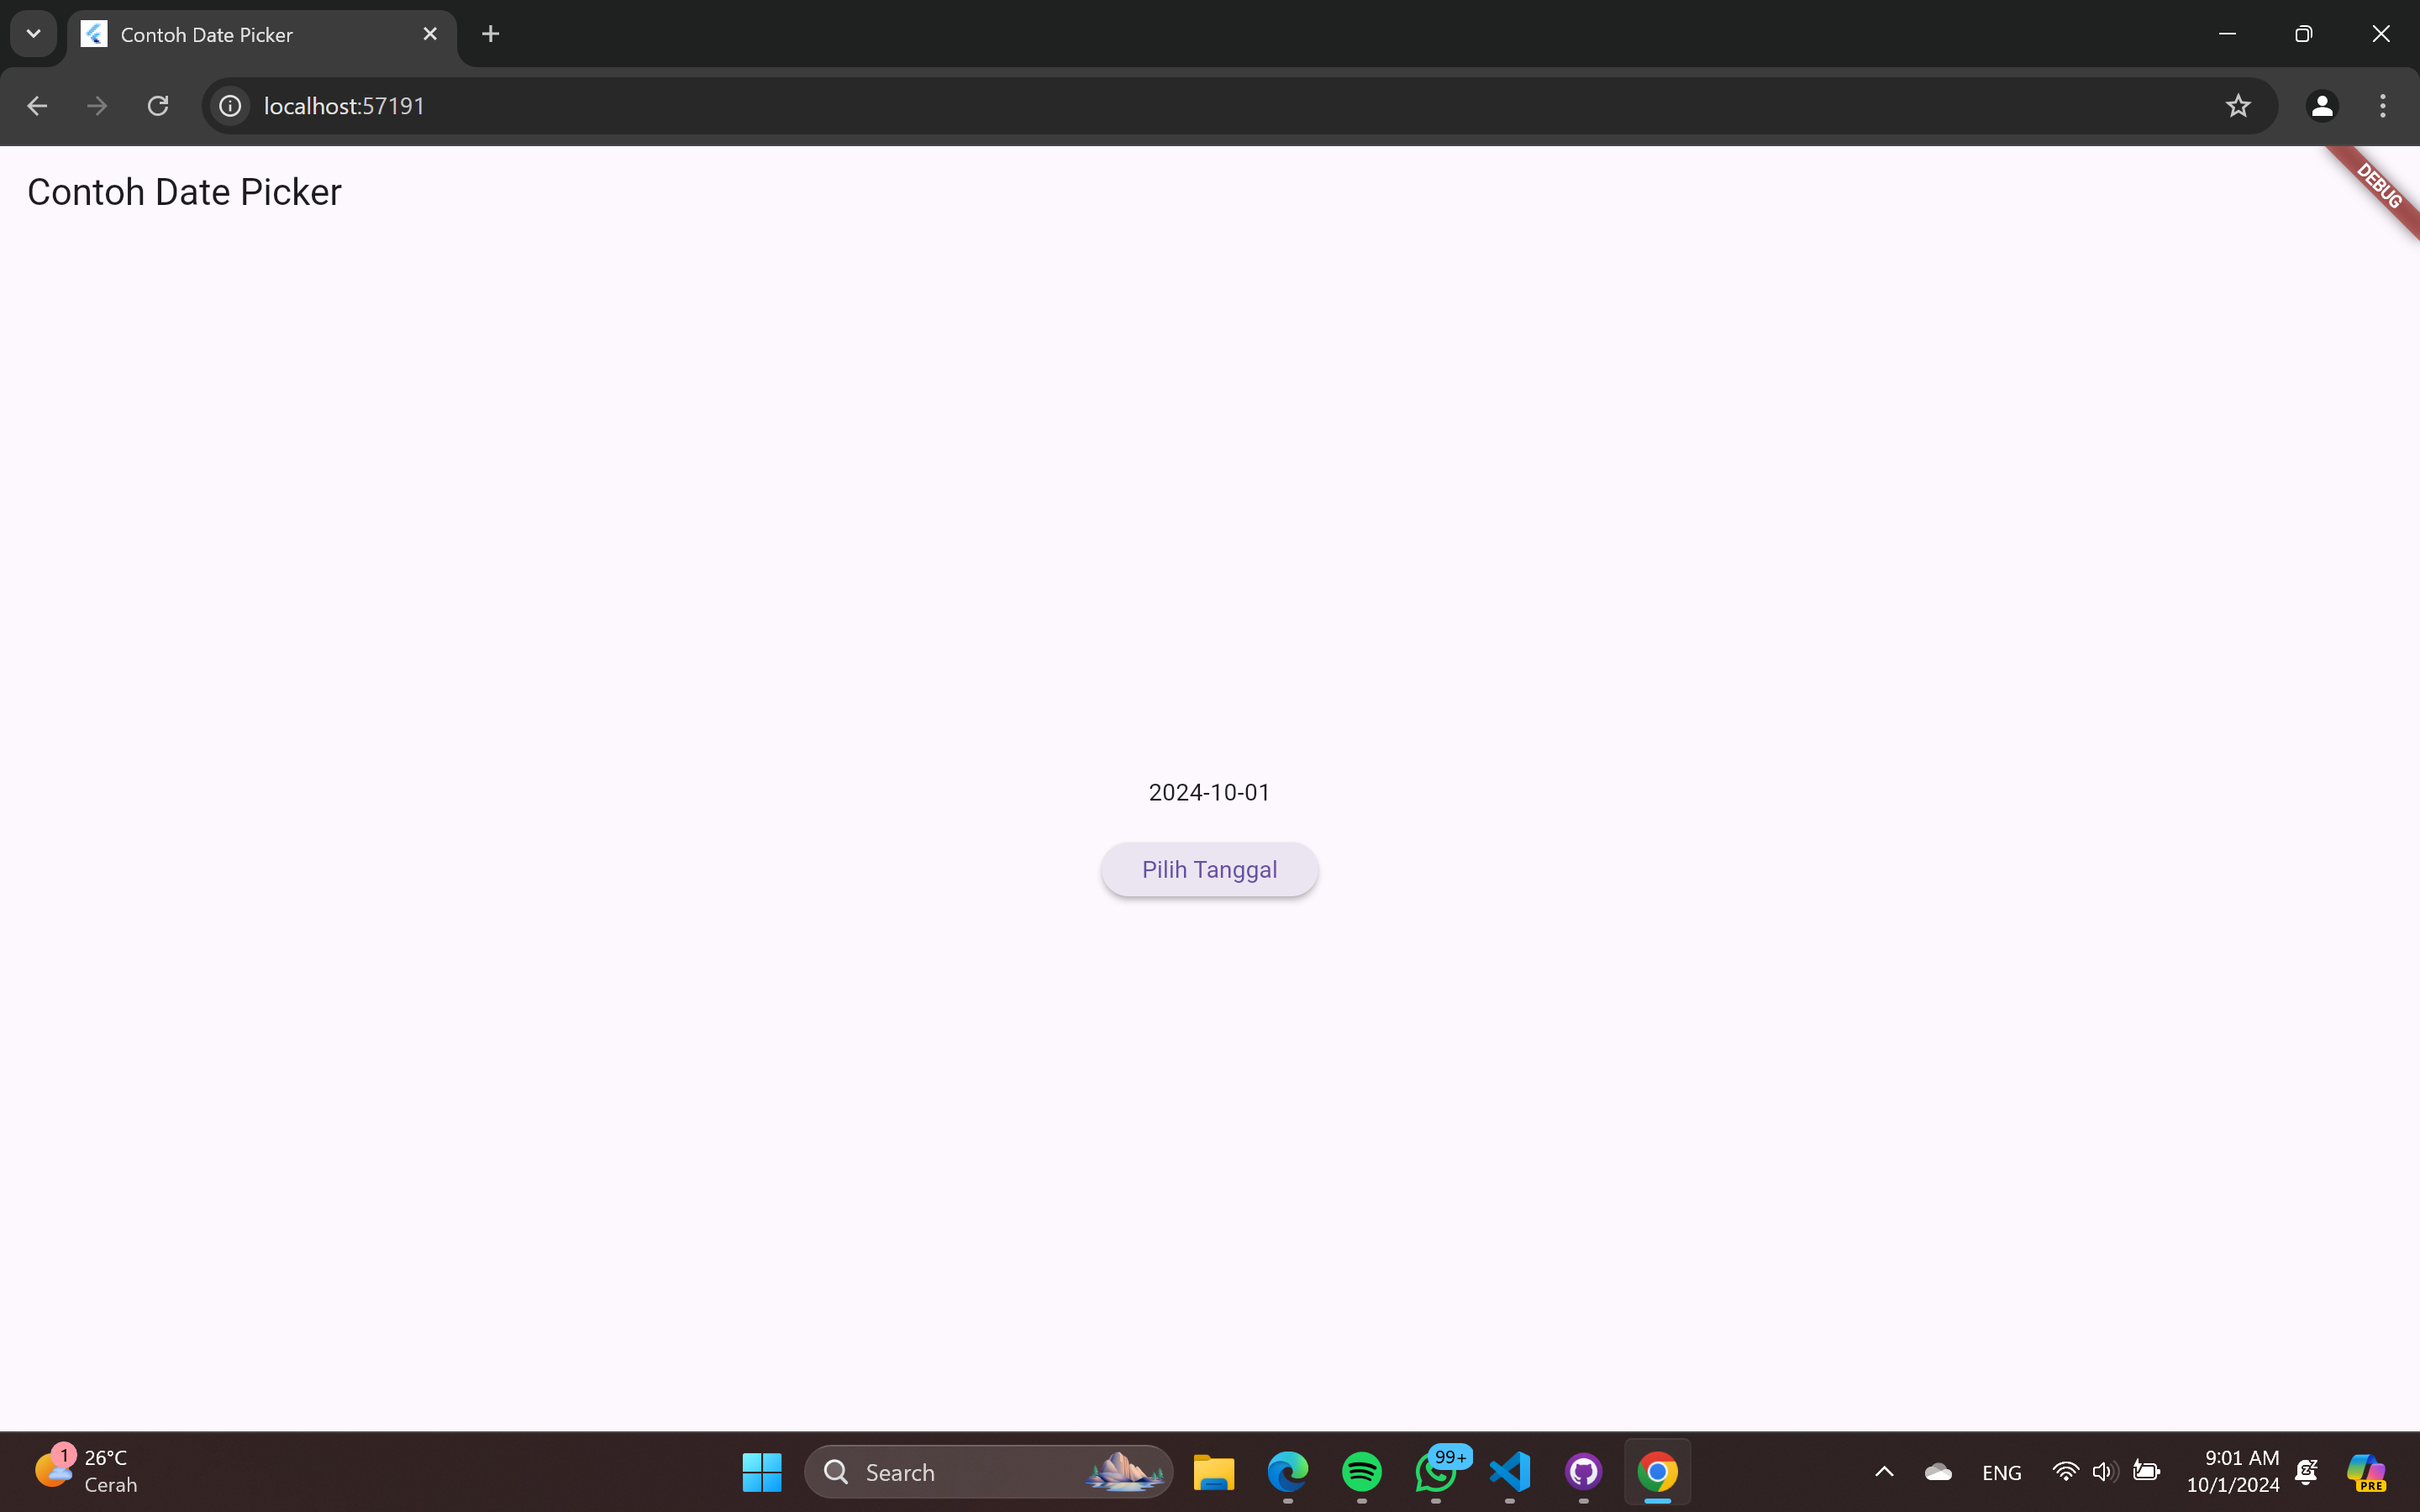 Contoh Date Picker
localhost:57191
Contoh Date Picker
DEBUG
2024-10-01
Pilih Tanggal
1
26°C
Cerah
Search
99+
ENG
9:01 AM
10/1/2024
PRE